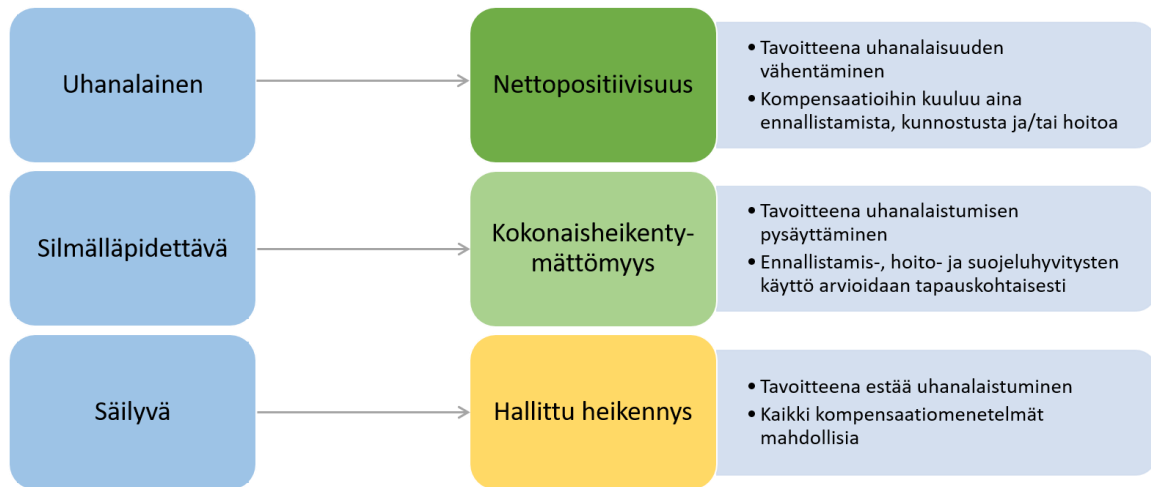 Uhanalainen
Nettopositiivisuus
• Tavoitteena uhanalaisuuden
vähentäminen
• Kompensaatioihin kuuluu aina
ennallistamista, kunnostusta ja/tai hoitoa
Silmälläpidettävä
Kokonaisheikenty-
mättömyys
• Tavoitteena uhanalaistumisen
pysäyttäminen
• Ennallistamis-, hoito- ja suojeluhyvitysten
käyttö arvioidaan tapauskohtaisesti
Säilyvä
Hallittu heikennys
• Tavoitteena estää uhanalaistuminen
• Kaikki kompensaatiomenetelmät
mahdollisia